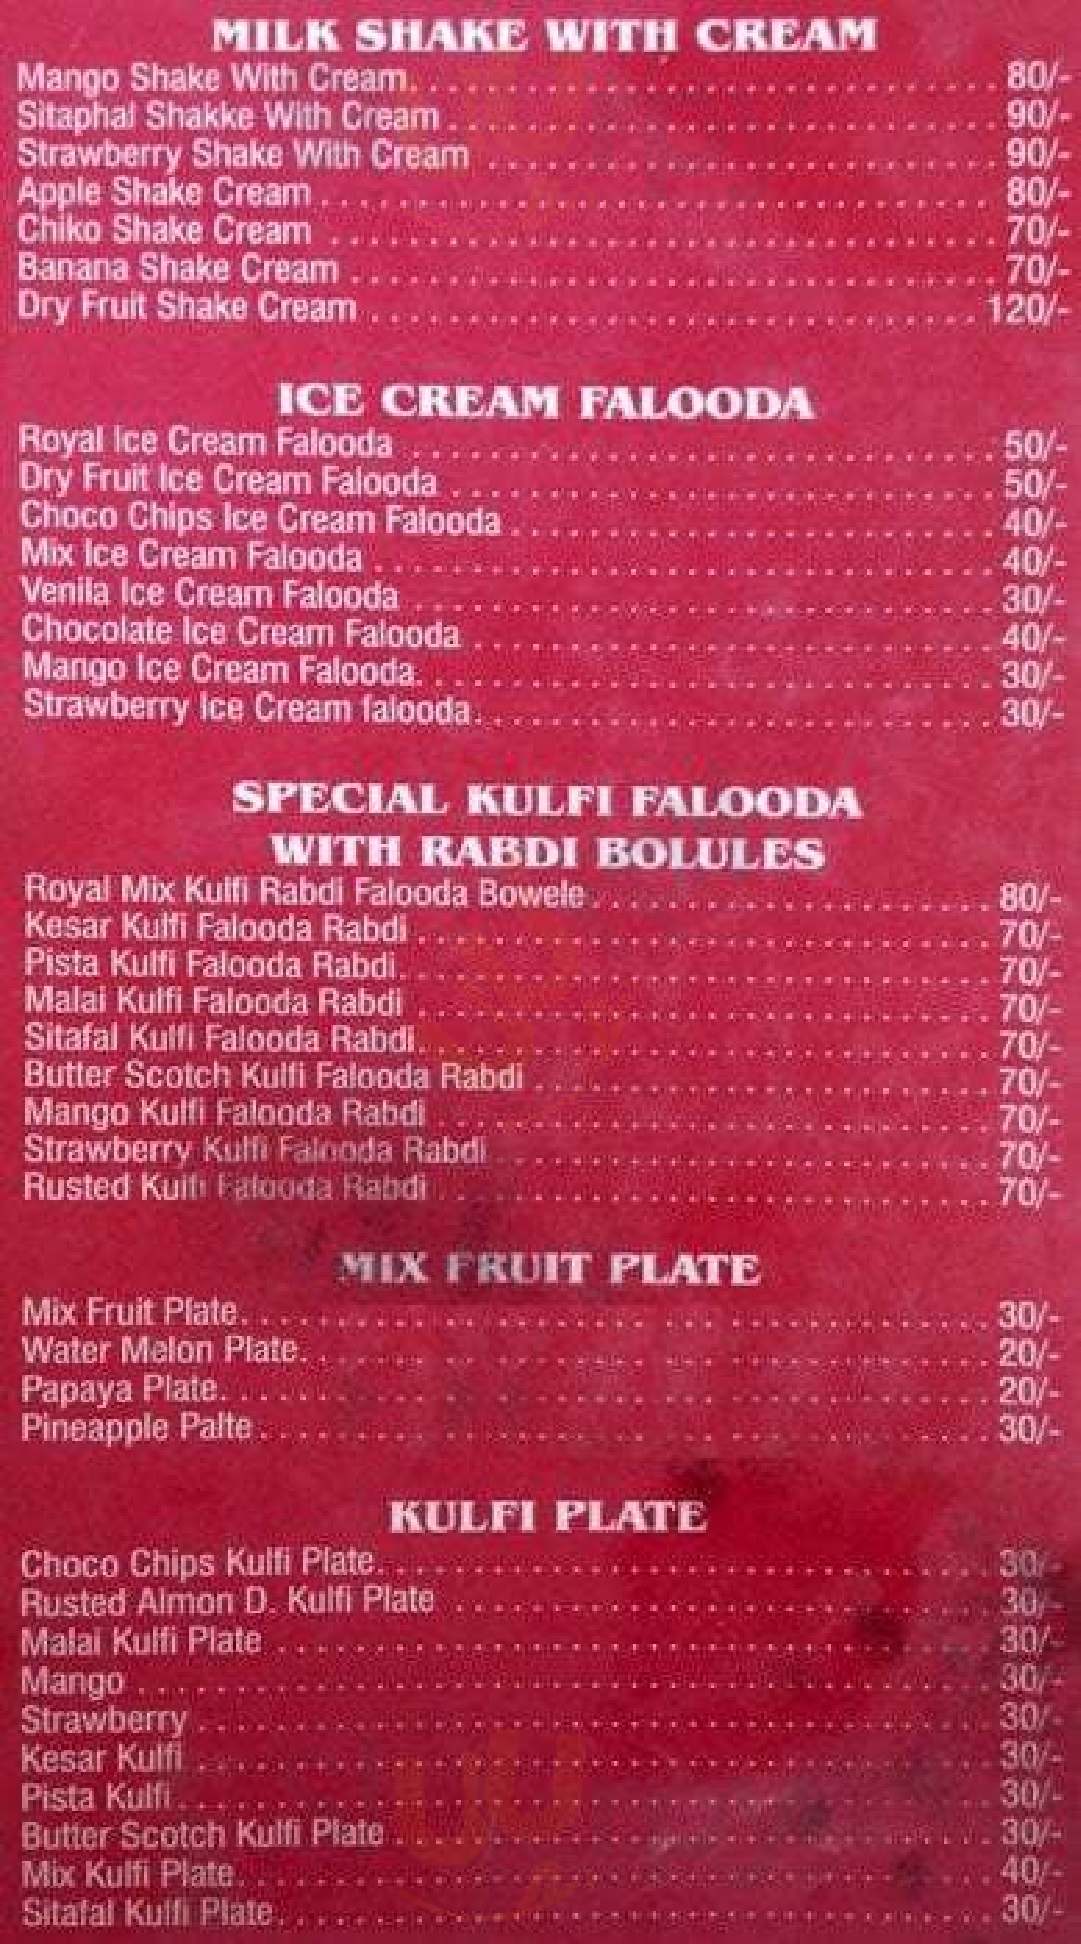 MILK SHAKE WITH CREAM
Mango Shake With Cream. . . . . . . . . . . . . . . . . . . . . . . . . . . . . . 80/-
Sitaphal Shakke With Cream . . . . . . . . . . . . . . . . . . . . . . . . . . . . 90/-
Strawberry Shake With Cream . . . . . . . . . . . . . . . . . . . . . . . . . . 90/-
Apple Shake Cream . . . . . . . . . . . . . . . . . . . . . . . . . . . . . . . . . . 80/-
Chiko Shake Cream . . . . . . . . . . . . . . . . . . . . . . . . . . . . . . . . . . 70/-
Banana Shake Cream . . . . . . . . . . . . . . . . . . . . . . . . . . . . . . . . . 70/-
Dry Fruit Shake Cream . . . . . . . . . . . . . . . . . . . . . . . . . . . . . . . 120/-
ICE CREAM FALOODA
Royal Ice Cream Falooda . . . . . . . . . . . . . . . . . . . . . . . . . . . . . . 50/-
Dry Fruit Ice Cream Falooda . . . . . . . . . . . . . . . . . . . . . . . . . . . . 50/-
Choco Chips Ice Cream Falooda . . . . . . . . . . . . . . . . . . . . . . . . . 40/-
Mix Ice Cream Falooda . . . . . . . . . . . . . . . . . . . . . . . . . . . . . . . . 40/-
Venila Ice Cream Falooda . . . . . . . . . . . . . . . . . . . . . . . . . . . . . . 30/-
Chocolate Ice Cream Falooda . . . . . . . . . . . . . . . . . . . . . . . . . . . 40/-
Mango Ice Cream Falooda. . . . . . . . . . . . . . . . . . . . . . . . . . . . . . 30/-
Strawberry Ice Cream falooda. . . . . . . . . . . . . . . . . . . . . . . . . . . 30/-
SPECIAL KULFI FALOODA
WITH RABDI BOLULES
Royal Mix Kulfi Rabdi Falooda Bowele . . . . . . . . . . . . . . . . . . . . . 80/-
Kesar Kulfi Falooda Rabdi . . . . . . . . . . . . . . . . . . . . . . . . . . . . . . 70/-
Pista Kulfi Falooda Rabdi. . . . . . . . . . . . . . . . . . . . . . . . . . . . . . . 70/-
Malai Kulfi Falooda Rabdi . . . . . . . . . . . . . . . . . . . . . . . . . . . . . . 70/-
Sitafal Kulfi Falooda Rabdi. . . . . . . . . . . . . . . . . . . . . . . . . . . . . . 70/-
Butter Scotch Kulfi Falooda Rabdi . . . . . . . . . . . . . . . . . . . . . . . . 70/-
Mango Kulfi Falooda Rabdi . . . . . . . . . . . . . . . . . . . . . . . . . . . . . 70/-
Strawberry Kulfi Falooda Rabdi . . . . . . . . . . . . . . . . . . . . . . . . . . 70/-
Rusted Kulfi Falooda Rabdi . . . . . . . . . . . . . . . . . . . . . . . . . . . . . 70/-
MIX FRUIT PLATE
Mix Fruit Plate. . . . . . . . . . . . . . . . . . . . . . . . . . . . . . . . . . . . . . . 30/-
Water Melon Plate. . . . . . . . . . . . . . . . . . . . . . . . . . . . . . . . . . . . 20/-
Papaya Plate. . . . . . . . . . . . . . . . . . . . . . . . . . . . . . . . . . . . . . . . 20/-
Pineapple Palte . . . . . . . . . . . . . . . . . . . . . . . . . . . . . . . . . . . . . . 30/-
KULFI PLATE
Choco Chips Kulfi Plate. . . . . . . . . . . . . . . . . . . . . . . . . . . . . . . . 30/-
Rusted Almon D. Kulfi Plate . . . . . . . . . . . . . . . . . . . . . . . . . . . . 30/-
Malai Kulfi Plate . . . . . . . . . . . . . . . . . . . . . . . . . . . . . . . . . . . . . 30/-
Mango . . . . . . . . . . . . . . . . . . . . . . . . . . . . . . . . . . . . . . . . . . . . 30/-
Strawberry . . . . . . . . . . . . . . . . . . . . . . . . . . . . . . . . . . . . . . . . . 30/-
Kesar Kulfi . . . . . . . . . . . . . . . . . . . . . . . . . . . . . . . . . . . . . . . . . 30/-
Pista Kulfi . . . . . . . . . . . . . . . . . . . . . . . . . . . . . . . . . . . . . . . . . . 30/-
Butter Scotch Kulfi Plate . . . . . . . . . . . . . . . . . . . . . . . . . . . . . . . 30/-
Mix Kulfi Plate. . . . . . . . . . . . . . . . . . . . . . . . . . . . . . . . . . . . . . . 40/-
Sitafal Kulfi Plate. . . . . . . . . . . . . . . . . . . . . . . . . . . . . . . . . . . . . 30/-